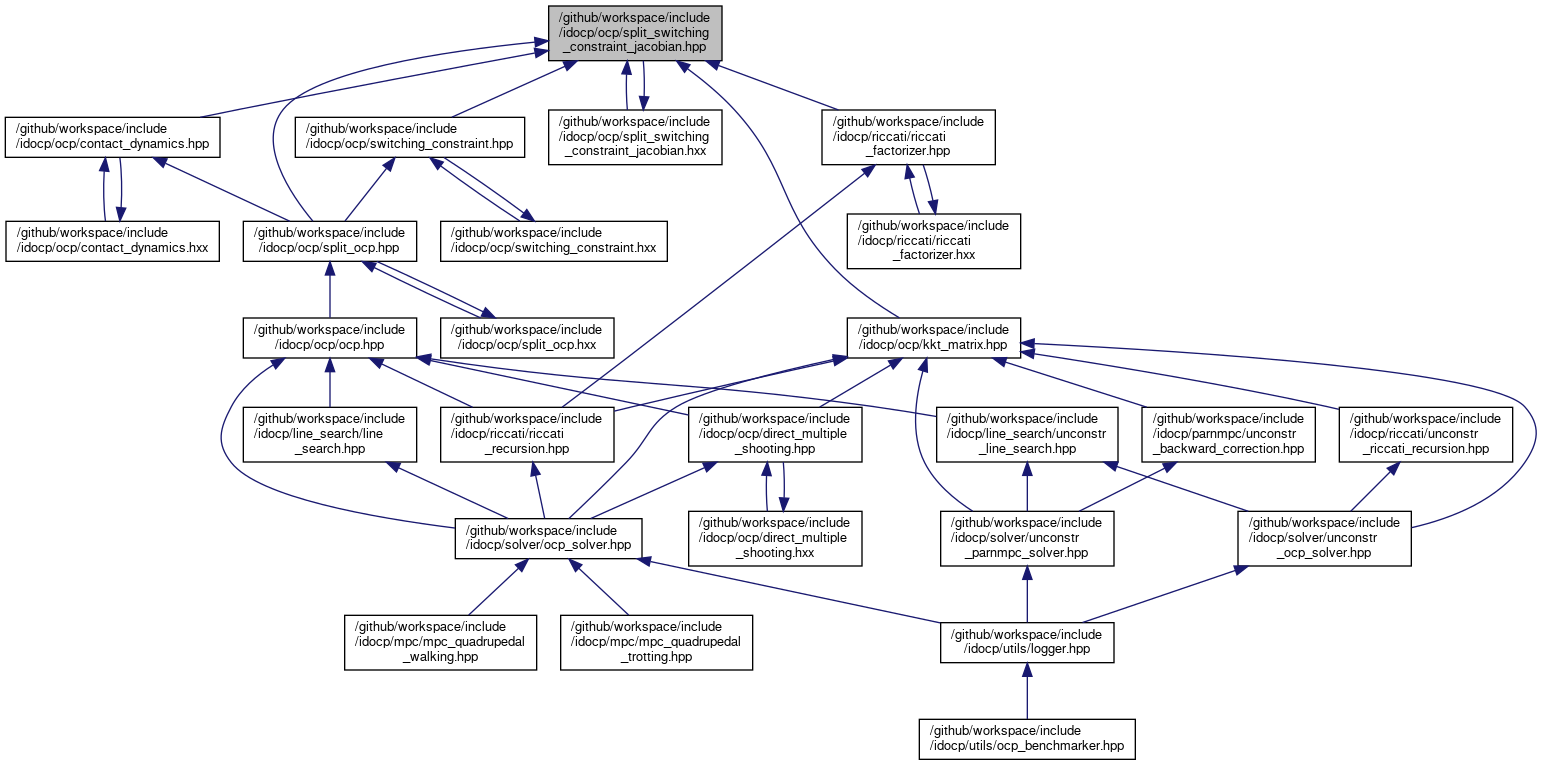 /github/workspace/include
/idocp/ocp/split_switching
_constraint_jacobian.hpp
/github/workspace/include
/idocp/ocp/contact_dynamics.hpp
/github/workspace/include
/idocp/ocp/switching_constraint.hpp
/github/workspace/include
/idocp/ocp/split_switching
_constraint_jacobian.hxx
/github/workspace/include
/idocp/riccati/riccati
_factorizer.hpp
/github/workspace/include
/idocp/ocp/contact_dynamics.hxx
/github/workspace/include
/idocp/ocp/split_ocp.hpp
/github/workspace/include
/idocp/ocp/switching_constraint.hxx
/github/workspace/include
/idocp/riccati/riccati
_factorizer.hxx
/github/workspace/include
/idocp/ocp/ocp.hpp
/github/workspace/include
/idocp/ocp/split_ocp.hxx
/github/workspace/include
/idocp/ocp/kkt_matrix.hpp
/github/workspace/include
/idocp/line_search/line
_search.hpp
/github/workspace/include
/idocp/riccati/riccati
_recursion.hpp
/github/workspace/include
/idocp/ocp/direct_multiple
_shooting.hpp
/github/workspace/include
/idocp/line_search/unconstr
_line_search.hpp
/github/workspace/include
/idocp/parnmpc/unconstr
_backward_correction.hpp
/github/workspace/include
/idocp/riccati/unconstr
_riccati_recursion.hpp
/github/workspace/include
/idocp/solver/ocp_solver.hpp
/github/workspace/include
/idocp/ocp/direct_multiple
_shooting.hxx
/github/workspace/include
/idocp/solver/unconstr
_parnmpc_solver.hpp
/github/workspace/include
/idocp/solver/unconstr
_ocp_solver.hpp
/github/workspace/include
/idocp/mpc/mpc_quadrupedal
_walking.hpp
/github/workspace/include
/idocp/mpc/mpc_quadrupedal
_trotting.hpp
/github/workspace/include
/idocp/utils/logger.hpp
/github/workspace/include
/idocp/utils/ocp_benchmarker.hpp